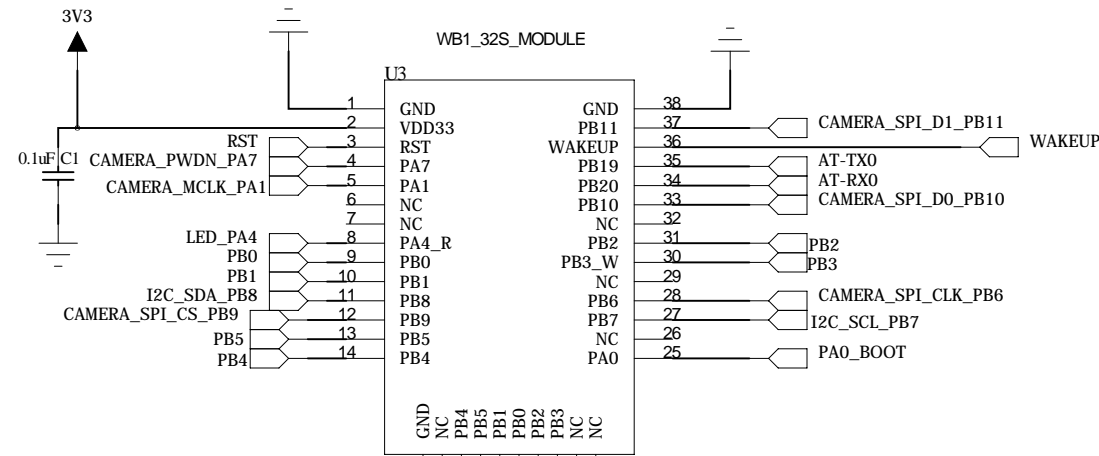 3V3
WB1_32S_MODULE
U3
1 GND GND 38
2 VDD33 PB11 37 CAMERA_SPI_D1_PB11
RST 3 RST WAKEUP 36 WAKEUP
0.1uF C1
CAMERA_PWDN_PA7 4 PA7 PB19 35 AT-TX0
CAMERA_MCLK_PA1 5 PA1 PB20 34 AT-RX0
6 NC PB10 33 CAMERA_SPI_D0_PB10
7 NC NC 32
LED_PA4 8 PA4_R PB2 31 PB2
PB0 9 PB0 PB3_W 30 PB3
PB1 10 PB1 NC 29
I2C_SDA_PB8 11 PB8 PB6 28 CAMERA_SPI_CLK_PB6
CAMERA_SPI_CS_PB9 12 PB9 PB7 27 I2C_SCL_PB7
PB5 13 PB5 NC 26
PB4 14 PB4 PA0 25 PA0_BOOT
GND NC PB4 PB5 PB1 PB0 PB2 PB3 NC NC